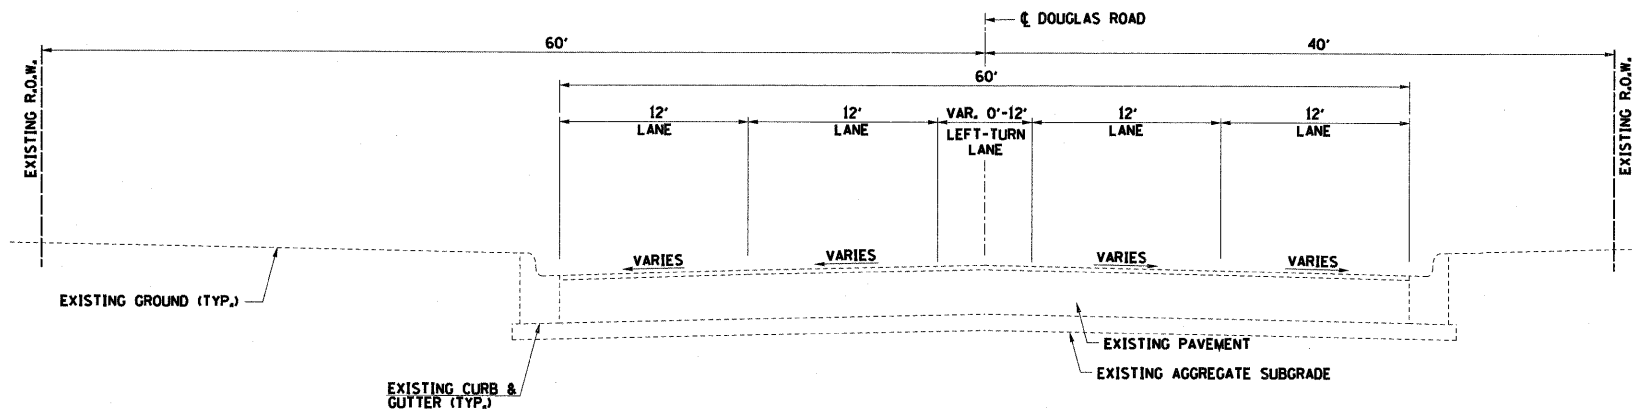 ℄ DOUGLAS ROAD
60'
40'
60'
EXISTING R.O.W.
EXISTING R.O.W.
12'
LANE
12'
LANE
VAR. 0'-12'
LEFT-TURN
LANE
12'
LANE
12'
LANE
VARIES
VARIES
VARIES
VARIES
EXISTING GROUND (TYP.)
EXISTING PAVEMENT
EXISTING AGGREGATE SUBGRADE
EXISTING CURB &
GUTTER (TYP.)